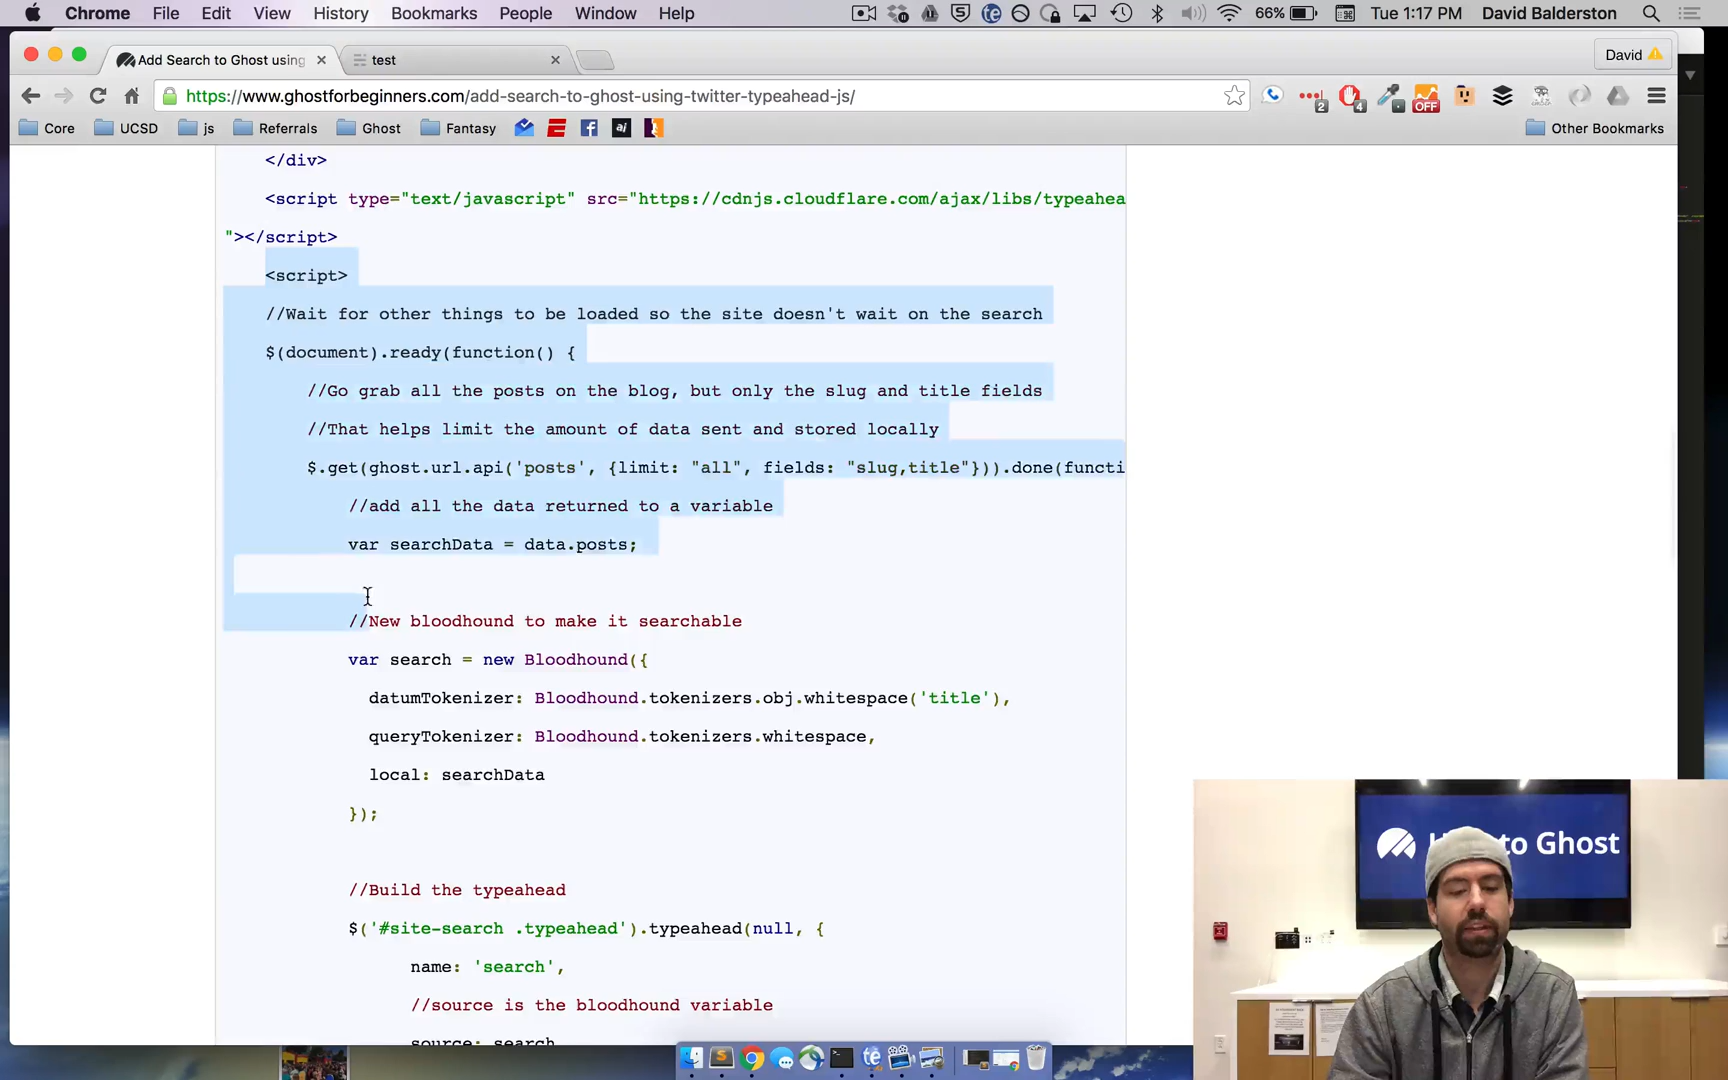 Chrome File Edit View History Bookmarks People Window Help 66% Tue 1:17 PM David Balderston
Add Search to Ghost using test David
https://www.ghostforbeginners.com/add-search-to-ghost-using-twitter-typeahead-js/ 2 4 OFF
Core UCSD js Referrals Ghost Fantasy ai Other Bookmarks
</div>
<script type="text/javascript" src="https://cdnjs.cloudflare.com/ajax/libs/typeahea
"></script>
<script>
//Wait for other things to be loaded so the site doesn't wait on the search
$(document).ready(function() {
//Go grab all the posts on the blog, but only the slug and title fields
//That helps limit the amount of data sent and stored locally
$.get(ghost.url.api('posts', {limit: "all", fields: "slug,title"})).done(functi
//add all the data returned to a variable
var searchData = data.posts;
//New bloodhound to make it searchable
var search = new Bloodhound({
datumTokenizer: Bloodhound.tokenizers.obj.whitespace('title'),
queryTokenizer: Bloodhound.tokenizers.whitespace,
local: searchData
});
//Build the typeahead
$('#site-search .typeahead').typeahead(null, {
name: 'search',
//source is the bloodhound variable
source: search
to Ghost